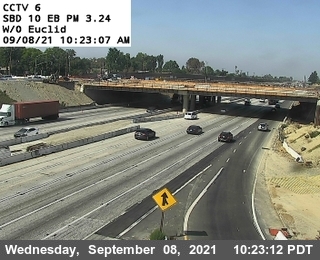 CCTV 6
SBD 10 EB PM 3.24
W/O Euclid
09/08/21 10:23:07 AM
Wednesday, September 08, 2021 10:23:12 PDT